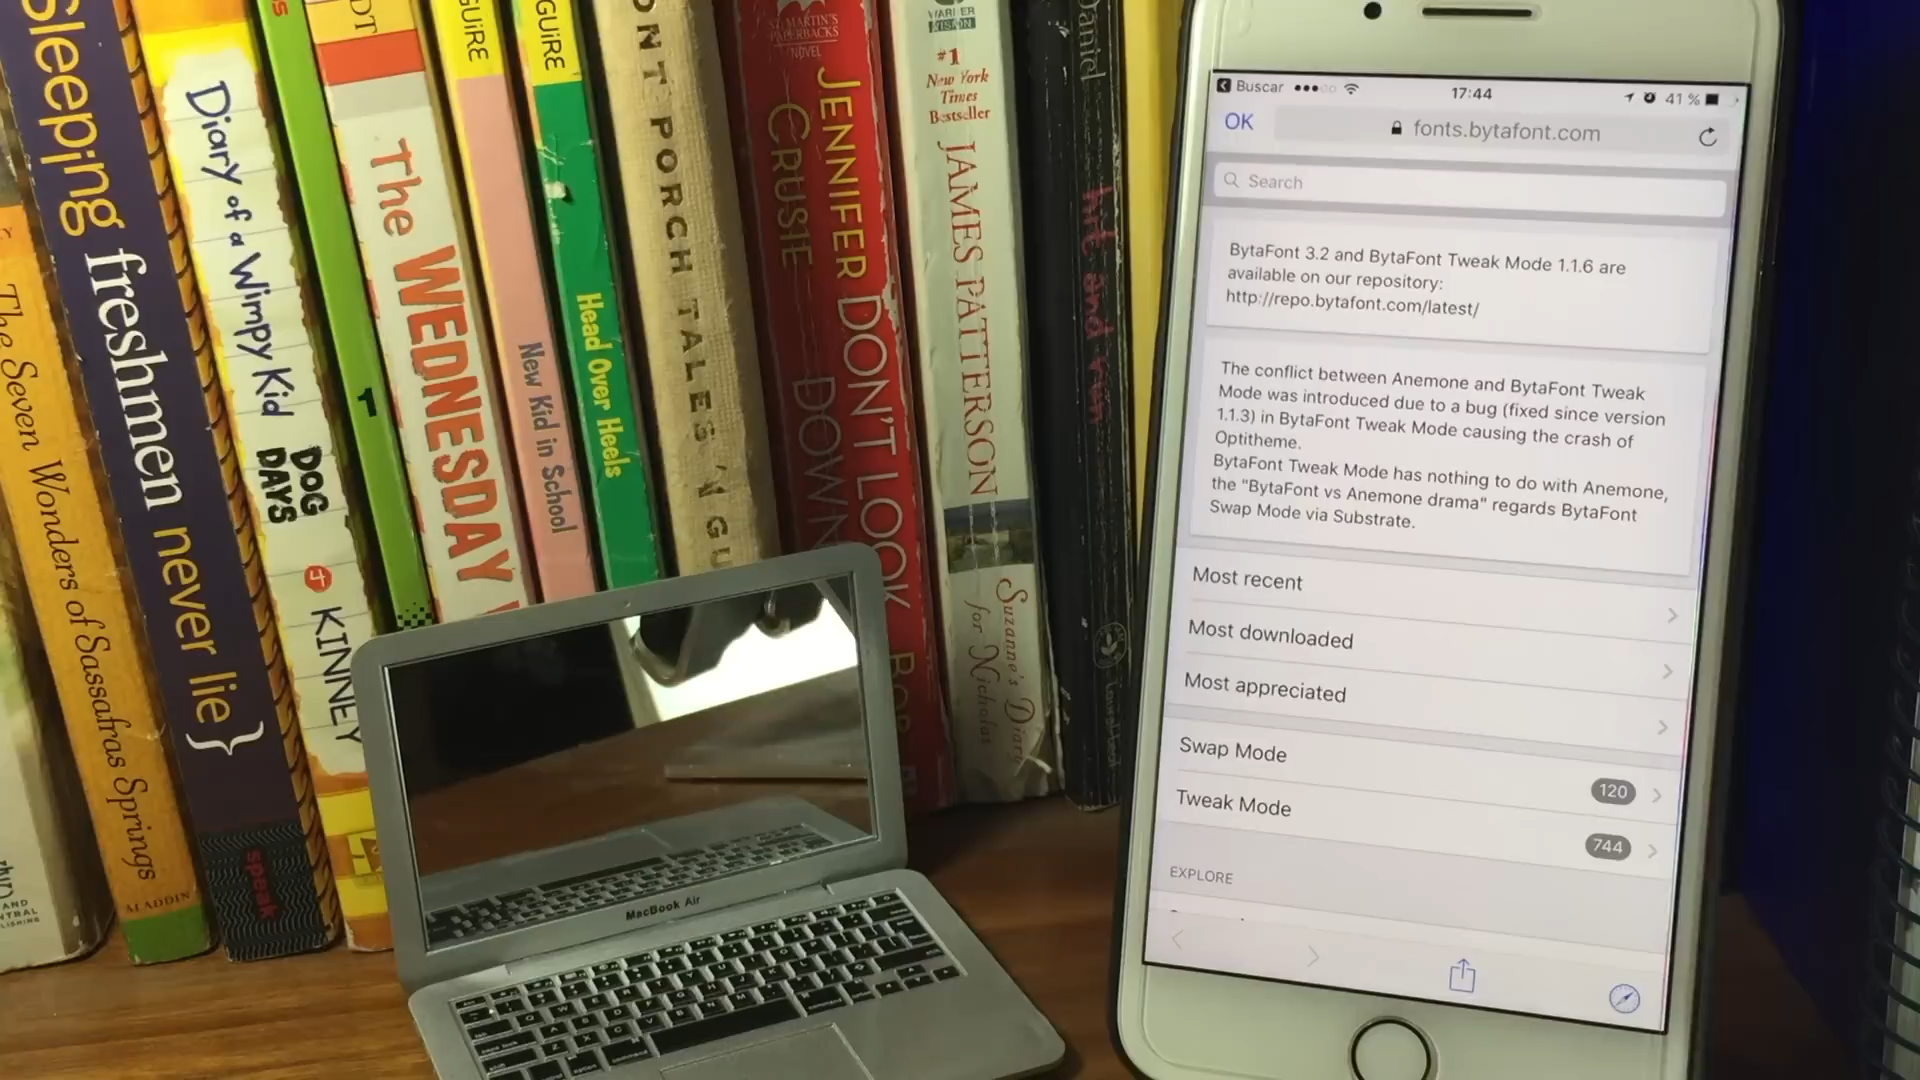 The Seven Wonders of Sassafras Springs
ALADDIN
Sleeping freshmen never lie}
speak
Diary of a Wimpy Kid
DOG
DAYS
KINNEY
1
The WEDNESDAY
GUIRE
New Kid in School
GUIRE
Head Over Heels
ONT PORCH TALES 'N GU
ST. MARTIN'S
PAPERBACKS
NOVEL
JENNIFER
CRUSIE
DON'T LOOK
DOWN
VISION
#1
New York
Times
Bestseller
JAMES PATTERSON
Suzanne's Diary
for Nicholas
Daniel
hit and run
MacBook Air
Buscar
17:44
41 %
OK
fonts.bytafont.com
Search
BytaFont 3.2 and BytaFont Tweak Mode 1.1.6 are
available on our repository:
http://repo.bytafont.com/latest/
The conflict between Anemone and BytaFont Tweak
Mode was introduced due to a bug (fixed since version
1.1.3) in BytaFont Tweak Mode causing the crash of
Optitheme.
BytaFont Tweak Mode has nothing to do with Anemone,
the "BytaFont vs Anemone drama" regards BytaFont
Swap Mode via Substrate.
Most recent
Most downloaded
Most appreciated
Swap Mode
120
Tweak Mode
744
EXPLORE